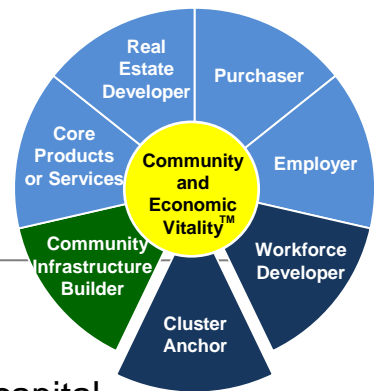 Real
Estate
Developer
Purchaser
Core
Products
or Services
Community
and
Economic
Vitality™
Employer
Community
Infrastructure
Builder
Workforce
Developer
Cluster
Anchor
capital